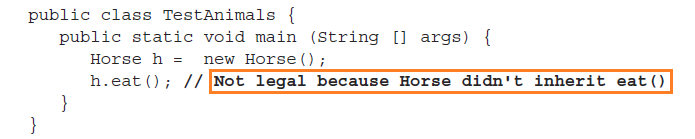 public class TestAnimals {
public static void main (String [] args) {
Horse h =  new Horse();
h.eat(); // Not legal because Horse didn't inherit eat()
}
}